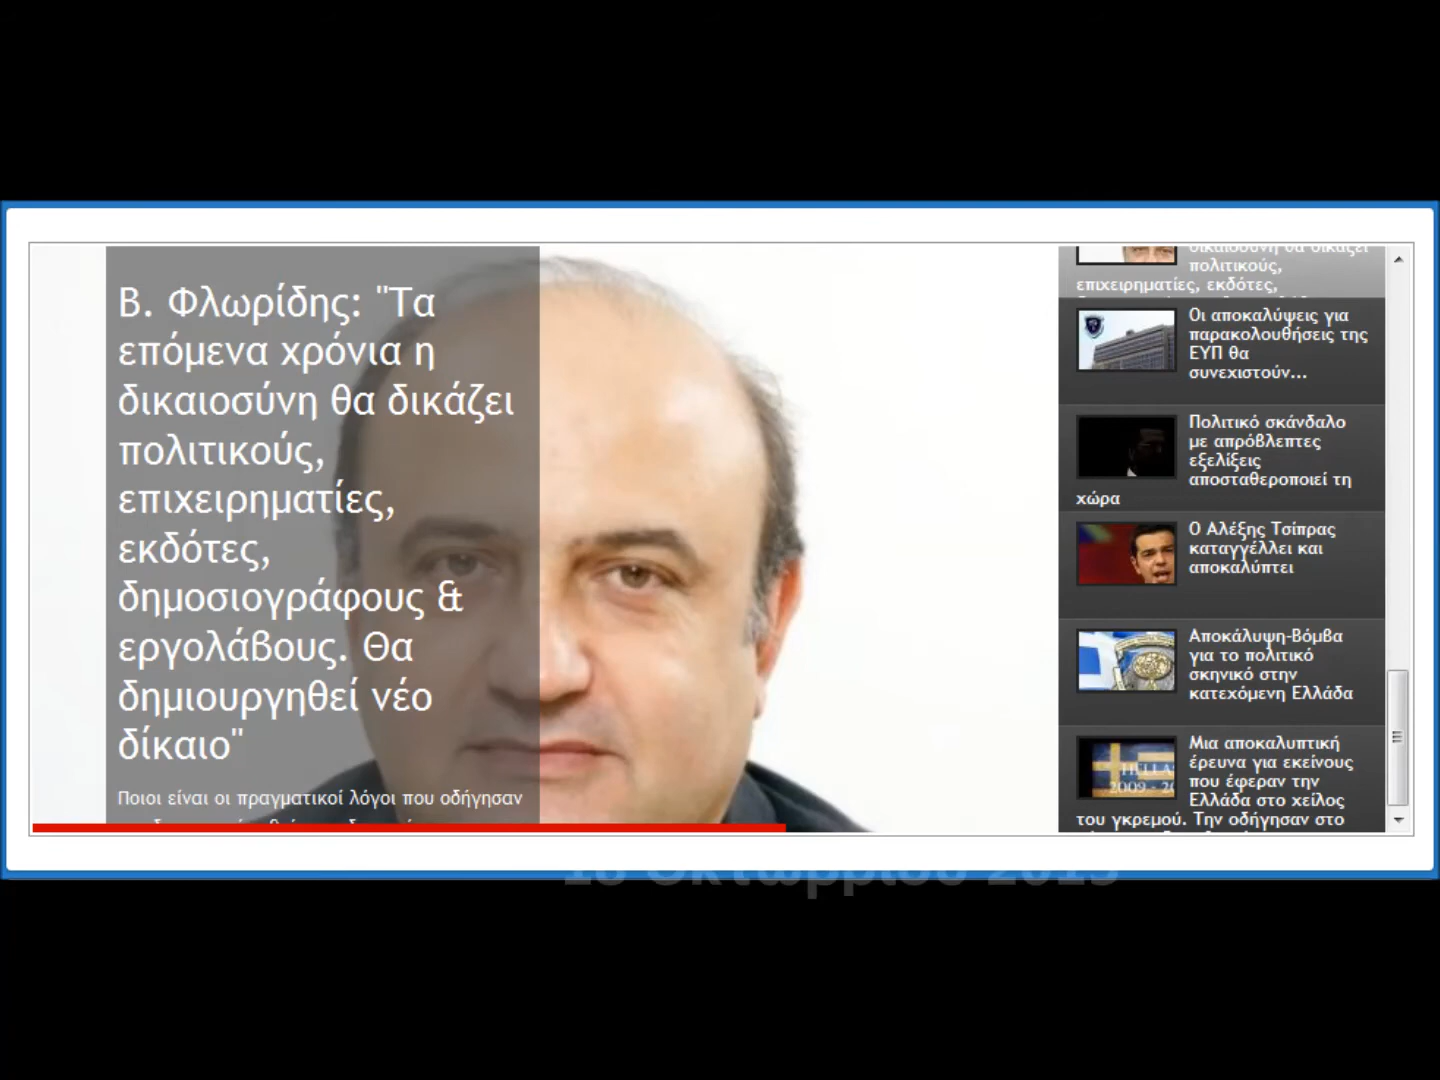 Β. Φλωρίδης: "Τα
επόμενα χρόνια η
δικαιοσύνη θα δικάζει
πολιτικούς,
επιχειρηματίες,
εκδότες,
δημοσιογράφους &
εργολάβους. Θα
δημιουργηθεί νέο
δίκαιο"
Ποιοι είναι οι πραγματικοί λόγοι που οδήγησαν
δικαιοσύνη θα δικάζει
πολιτικούς,
επιχειρηματίες, εκδότες,
Οι αποκαλύψεις για
παρακολουθήσεις της
ΕΥΠ θα
συνεχιστούν...
Πολιτικό σκάνδαλο
με απρόβλεπτες
εξελίξεις
αποσταθεροποιεί τη
χώρα
Ο Αλέξης Τσίπρας
καταγγέλλει και
αποκαλύπτει
Αποκάλυψη-Βόμβα
για το πολιτικό
σκηνικό στην
κατεχόμενη Ελλάδα
Μια αποκαλυπτική
έρευνα για εκείνους
που έφεραν την
Ελλάδα στο χείλος
του γκρεμού. Την οδήγησαν στο